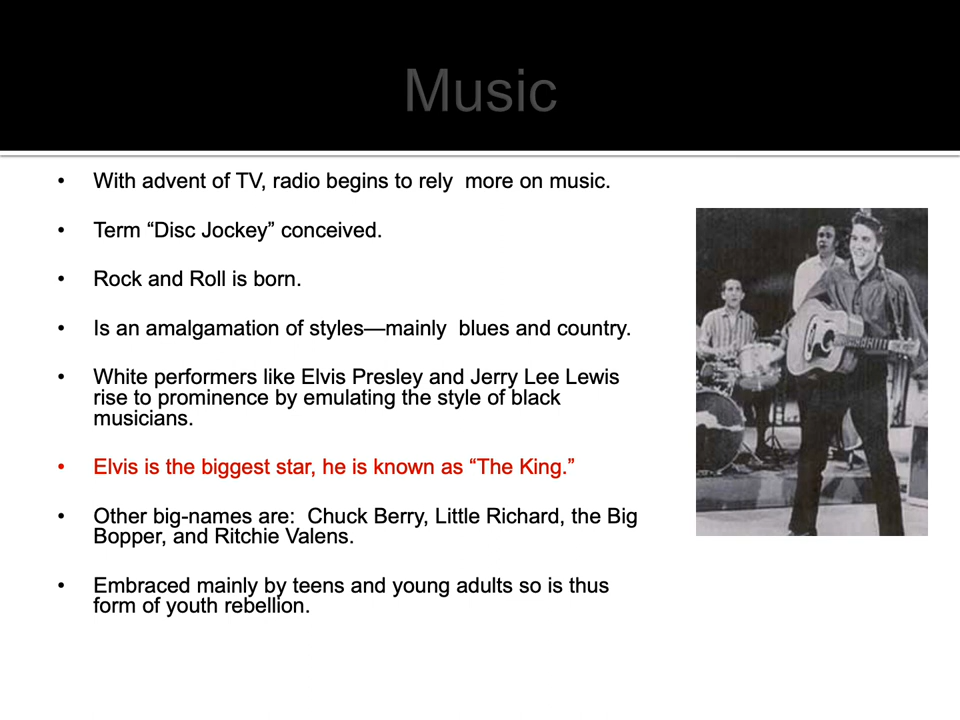 Music
• With advent of TV, radio begins to rely  more on music.
• Term “Disc Jockey” conceived.
• Rock and Roll is born.
• Is an amalgamation of styles—mainly  blues and country.
• White performers like Elvis Presley and Jerry Lee Lewis
rise to prominence by emulating the style of black
musicians.
• Elvis is the biggest star, he is known as “The King.”
• Other big-names are:  Chuck Berry, Little Richard, the Big
Bopper, and Ritchie Valens.
• Embraced mainly by teens and young adults so is thus
form of youth rebellion.